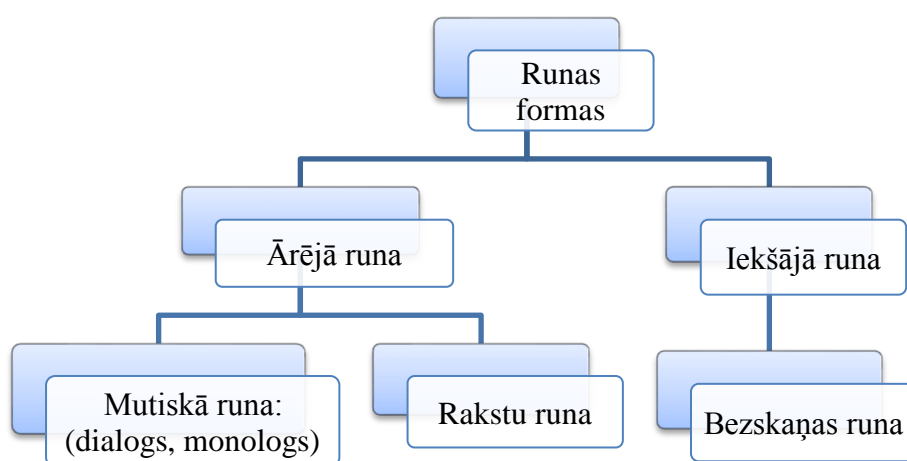 Runas
formas
Ārējā runa
Iekšājā runa
Mutiskā runa:
(dialogs, monologs)
Rakstu runa
Bezskaņas runa